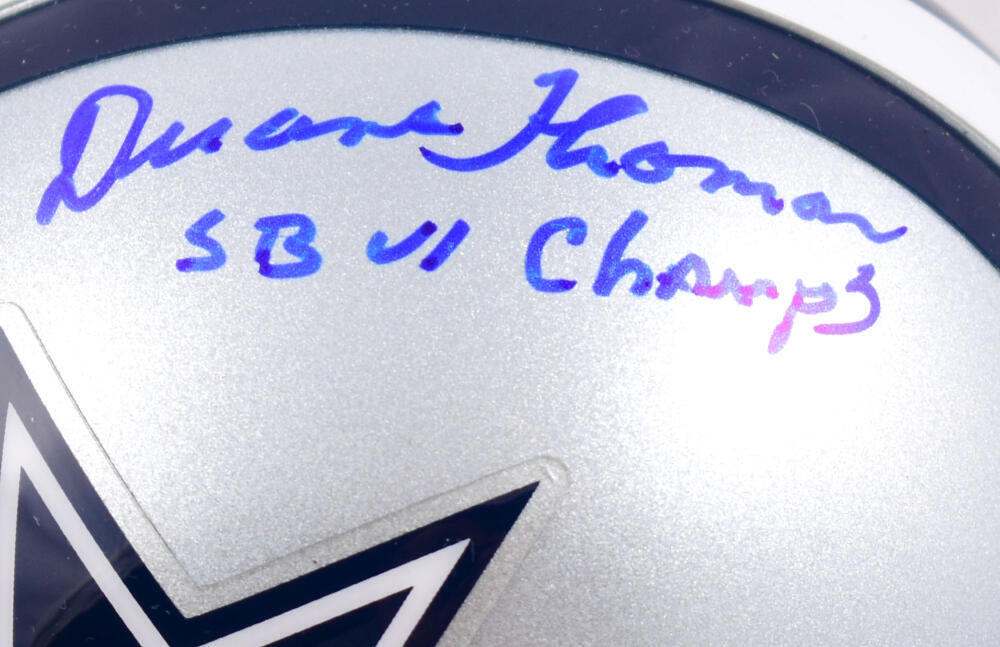 Duane Thomas
SB VI Champs